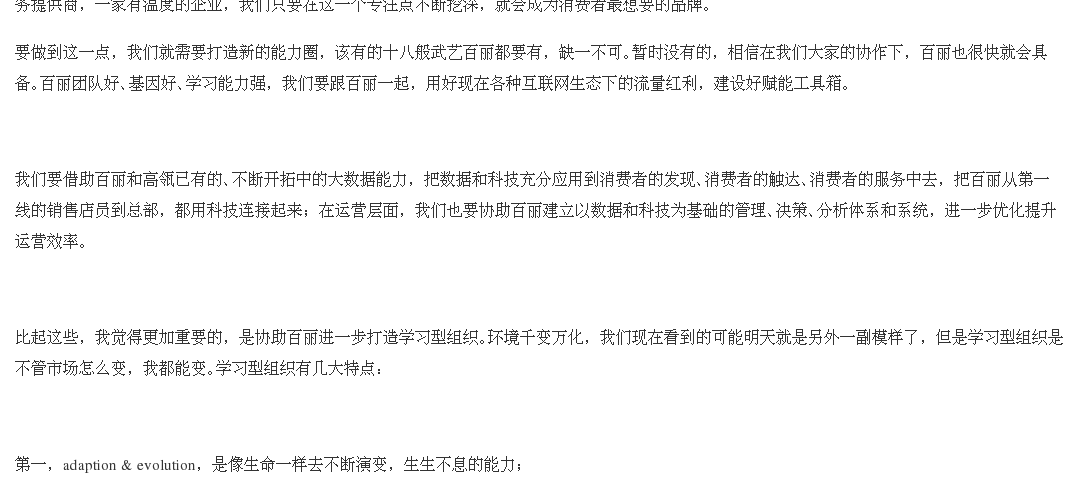 务提供商，一家有温度的企业，我们只要在这一个专注点不断挖深，就会成为消费者最想要的品牌。
要做到这一点，我们就需要打造新的能力圈，该有的十八般武艺百丽都要有，缺一不可。暂时没有的，相信在我们大家的协作下，百丽也很快就会具
备。百丽团队好、基因好、学习能力强，我们要跟百丽一起，用好现在各种互联网生态下的流量红利，建设好赋能工具箱。
我们要借助百丽和高瓴已有的、不断开拓中的大数据能力，把数据和科技充分应用到消费者的发现、消费者的触达、消费者的服务中去，把百丽从第一
线的销售店员到总部，都用科技连接起来；在运营层面，我们也要协助百丽建立以数据和科技为基础的管理、决策、分析体系和系统，进一步优化提升
运营效率。
比起这些，我觉得更加重要的，是协助百丽进一步打造学习型组织。环境千变万化，我们现在看到的可能明天就是另外一副模样了，但是学习型组织是
不管市场怎么变，我都能变。学习型组织有几大特点：
第一，adaption & evolution，是像生命一样去不断演变，生生不息的能力；